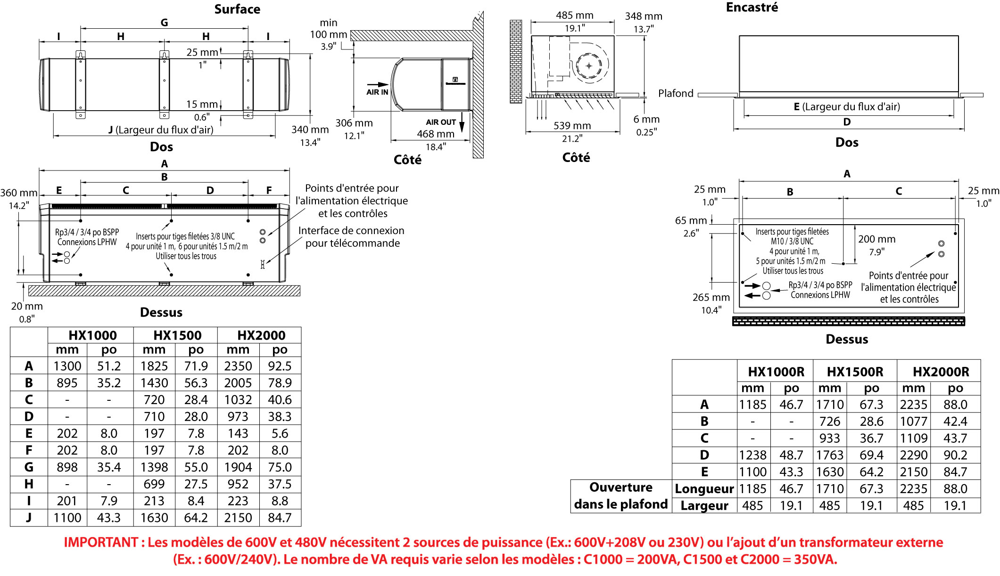 Surface
G
I
H
H
I
25 mm
1"
15 mm
0.6"
J (Largeur du flux d'air)
340 mm
13.4"
Dos
min
100 mm
3.9"
AIR IN
306 mm
12.1"
AIR OUT
468 mm
18.4"
Côté
Encastré
485 mm
19.1"
348 mm
13.7"
Plafond
6 mm
0.25"
539 mm
21.2"
Côté
E (Largeur du flux d'air)
D
Dos
A
B
E
C
D
F
360 mm
14.2"
Rp3/4 / 3/4 po BSPP
Connexions LPHW
Inserts pour tiges filetées 3/8 UNC
4 pour unité 1 m, 6 pour unités 1.5 m/2 m
Utiliser tous les trous
Points d'entrée pour
l'alimentation électrique
et les contrôles
Interface de connexion
pour télécommande
20 mm
0.8"
Dessus
A
25 mm
1.0"
B
C
25 mm
1.0"
65 mm
2.6"
Inserts pour tiges filetées
M10 / 3/8 UNC
4 pour unité 1 m,
5 pour unités 1.5 m/2 m
Utiliser tous les trous
200 mm
7.9"
Points d'entrée pour
l'alimentation électrique
et les contrôles
Rp3/4 / 3/4 po BSPP
Connexions LPHW
265 mm
10.4"
Dessus
HX1000 HX1500 HX2000
mm po mm po mm po
A 1300 51.2 1825 71.9 2350 92.5
B 895 35.2 1430 56.3 2005 78.9
C - - 720 28.4 1032 40.6
D - - 710 28.0 973 38.3
E 202 8.0 197 7.8 143 5.6
F 202 8.0 197 7.8 202 8.0
G 898 35.4 1398 55.0 1904 75.0
H - - 699 27.5 952 37.5
I 201 7.9 213 8.4 223 8.8
J 1100 43.3 1630 64.2 2150 84.7
HX1000R HX1500R HX2000R
mm po mm po mm po
A 1185 46.7 1710 67.3 2235 88.0
B - - 726 28.6 1077 42.4
C - - 933 36.7 1109 43.7
D 1238 48.7 1763 69.4 2290 90.2
E 1100 43.3 1630 64.2 2150 84.7
Ouverture
dans le plafond
Longueur 1185 46.7 1710 67.3 2235 88.0
Largeur 485 19.1 485 19.1 485 19.1
IMPORTANT : Les modèles de 600V et 480V nécessitent 2 sources de puissance (Ex.: 600V+208V ou 230V) ou l’ajout d’un transformateur externe
(Ex. : 600V/240V). Le nombre de VA requis varie selon les modèles : C1000 = 200VA, C1500 et C2000 = 350VA.